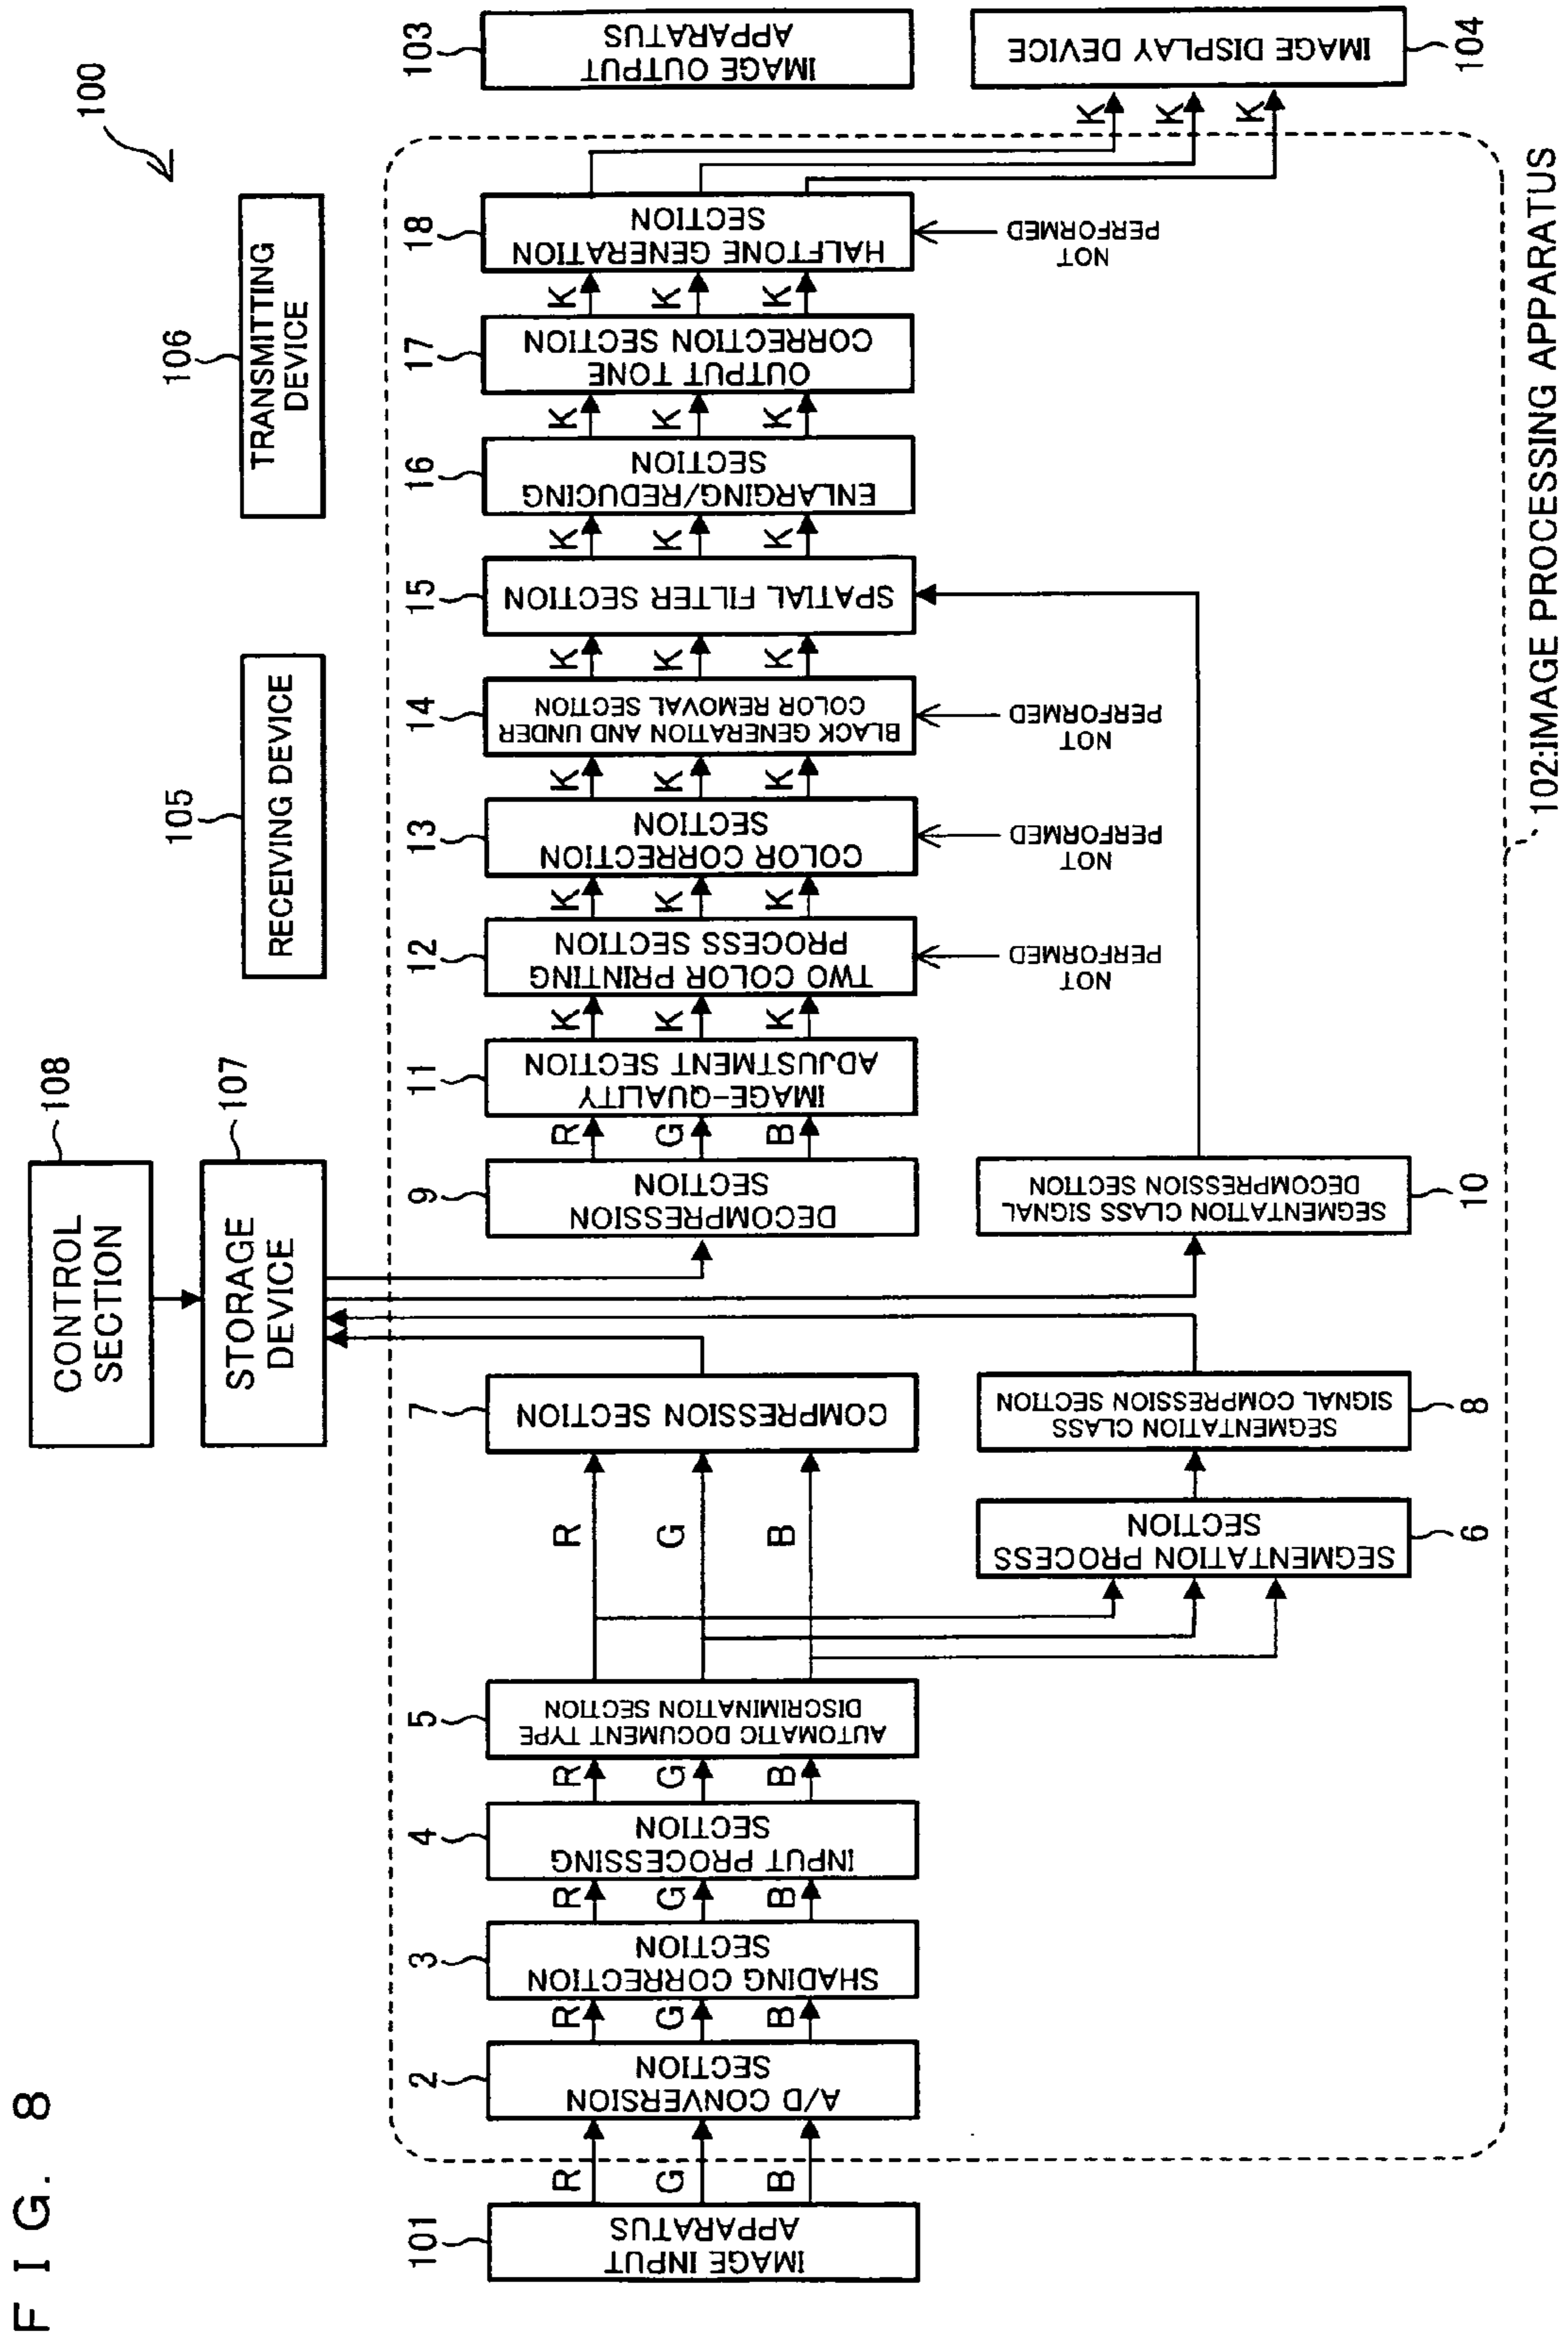 FIG. 8
100
CONTROL
SECTION
108
STORAGE
DEVICE
107
RECEIVING DEVICE
105
TRANSMITTING
DEVICE
106
101
IMAGE INPUT
APPARATUS
R
G
B
2
A/D CONVERSION
SECTION
R
G
B
3
SHADING CORRECTION
SECTION
R
G
B
4
INPUT PROCESSING
SECTION
R
G
B
5
AUTOMATIC DOCUMENT TYPE
DISCRIMINATION SECTION
R
G
B
7
COMPRESSION SECTION
SEGMENTATION PROCESS
SECTION
6
SEGMENTATION CLASS
SIGNAL COMPRESSION SECTION
8
9
DECOMPRESSION
SECTION
SEGMENTATION CLASS SIGNAL
DECOMPRESSION SECTION
10
R
G
B
11
IMAGE-QUALITY
ADJUSTMENT SECTION
K
K
K
12
TWO COLOR PRINTING
PROCESS SECTION
NOT
PERFORMED
K
K
K
13
COLOR CORRECTION
SECTION
NOT
PERFORMED
K
K
K
14
BLACK GENERATION AND UNDER
COLOR REMOVAL SECTION
NOT
PERFORMED
K
K
K
15
SPATIAL FILTER SECTION
K
K
K
16
ENLARGING/REDUCING
SECTION
K
K
K
17
OUTPUT TONE
CORRECTION SECTION
K
K
K
18
HALFTONE GENERATION
SECTION
NOT
PERFORMED
K
K
K
103
IMAGE OUTPUT
APPARATUS
IMAGE DISPLAY DEVICE
104
102:IMAGE PROCESSING APPARATUS